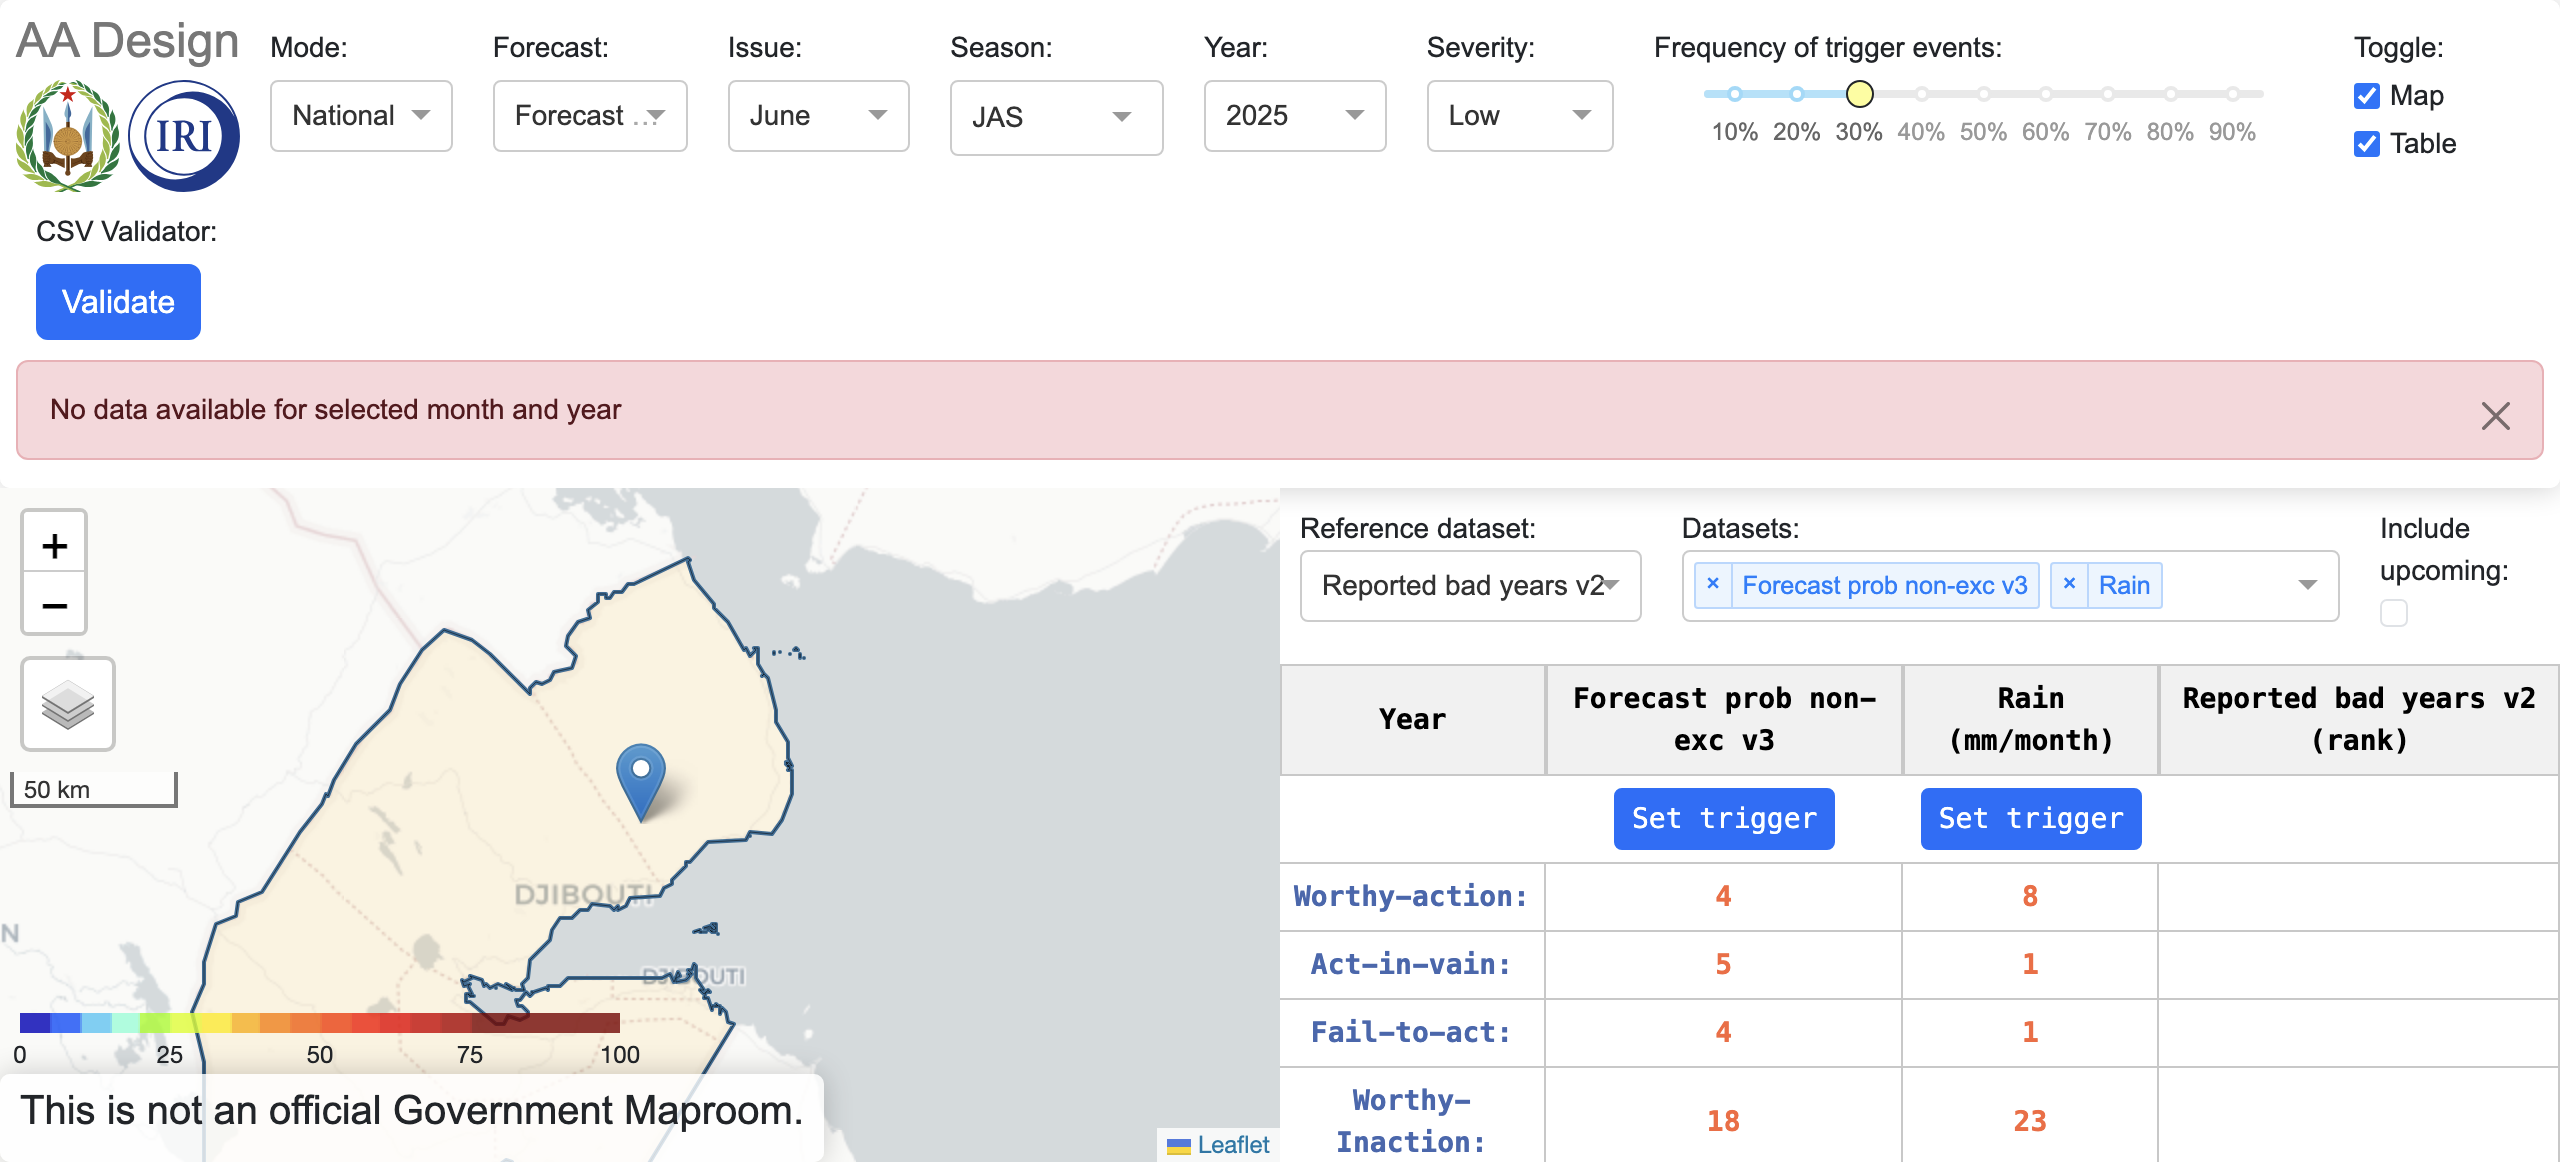 AA Design
IRI
Mode:
National
Forecast:
Forecast ...
Issue:
June
Season:
JAS
Year:
2025
Severity:
Low
Frequency of trigger events:
10% 20% 30% 40% 50% 60% 70% 80% 90%
Toggle:
Map
Table
CSV Validator:
Validate
No data available for selected month and year
+
−
50 km
DJIBOUTI
DJIBOUTI
N
0 25 50 75 100
This is not an official Government Maproom.
Leaflet
Reference dataset:
Reported bad years v2
Datasets:
× Forecast prob non-exc v3 × Rain
Include
upcoming:
Year
Forecast prob non-
exc v3
Rain
(mm/month)
Reported bad years v2
(rank)
Set trigger Set trigger
Worthy-action: 4 8
Act-in-vain: 5 1
Fail-to-act: 4 1
Worthy-
Inaction: 18 23